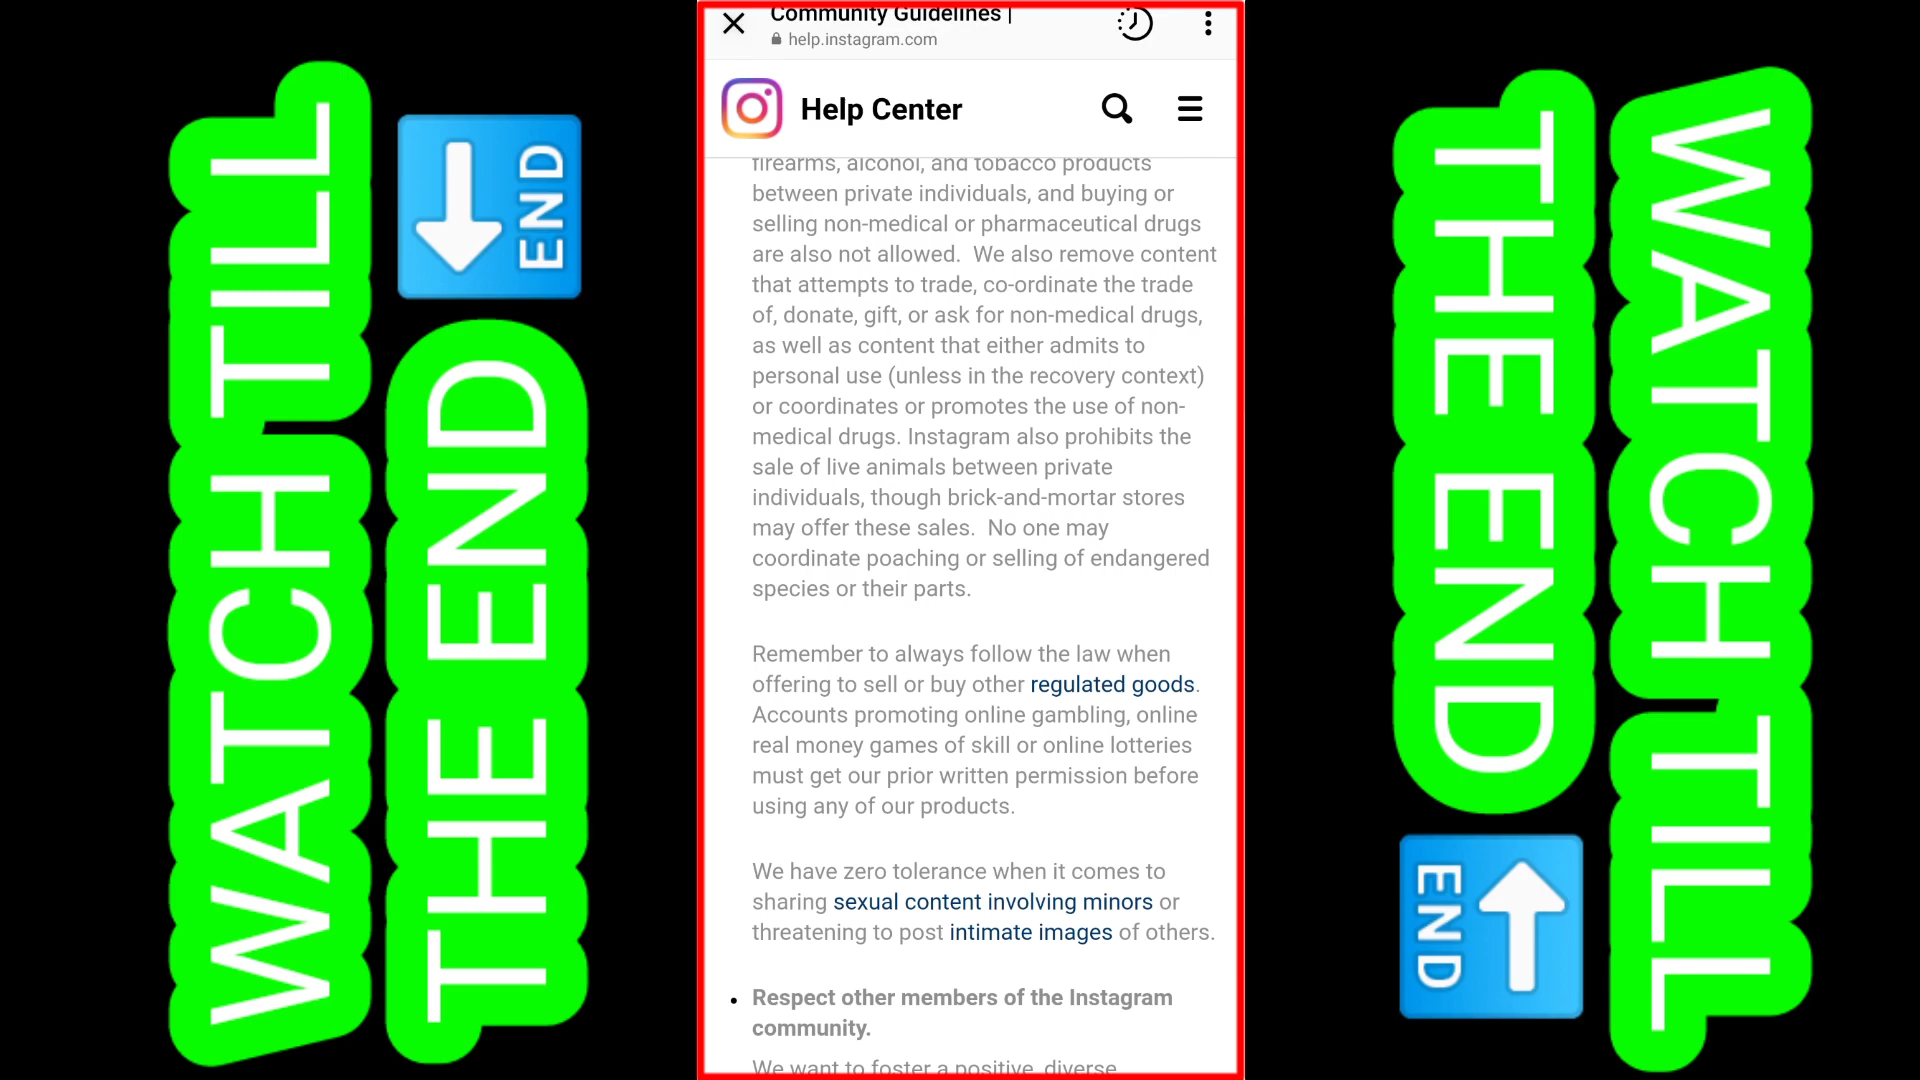 WATCH TILL
THE END
END
Community Guidelines |
help.instagram.com
Help Center
firearms, alcohol, and tobacco products
between private individuals, and buying or
selling non-medical or pharmaceutical drugs
are also not allowed.  We also remove content
that attempts to trade, co-ordinate the trade
of, donate, gift, or ask for non-medical drugs,
as well as content that either admits to
personal use (unless in the recovery context)
or coordinates or promotes the use of non-
medical drugs. Instagram also prohibits the
sale of live animals between private
individuals, though brick-and-mortar stores
may offer these sales.  No one may
coordinate poaching or selling of endangered
species or their parts.
Remember to always follow the law when
offering to sell or buy other regulated goods.
Accounts promoting online gambling, online
real money games of skill or online lotteries
must get our prior written permission before
using any of our products.
We have zero tolerance when it comes to
sharing sexual content involving minors or
threatening to post intimate images of others.
• Respect other members of the Instagram
community.
We want to foster a positive, diverse
WATCH TILL
THE END
END